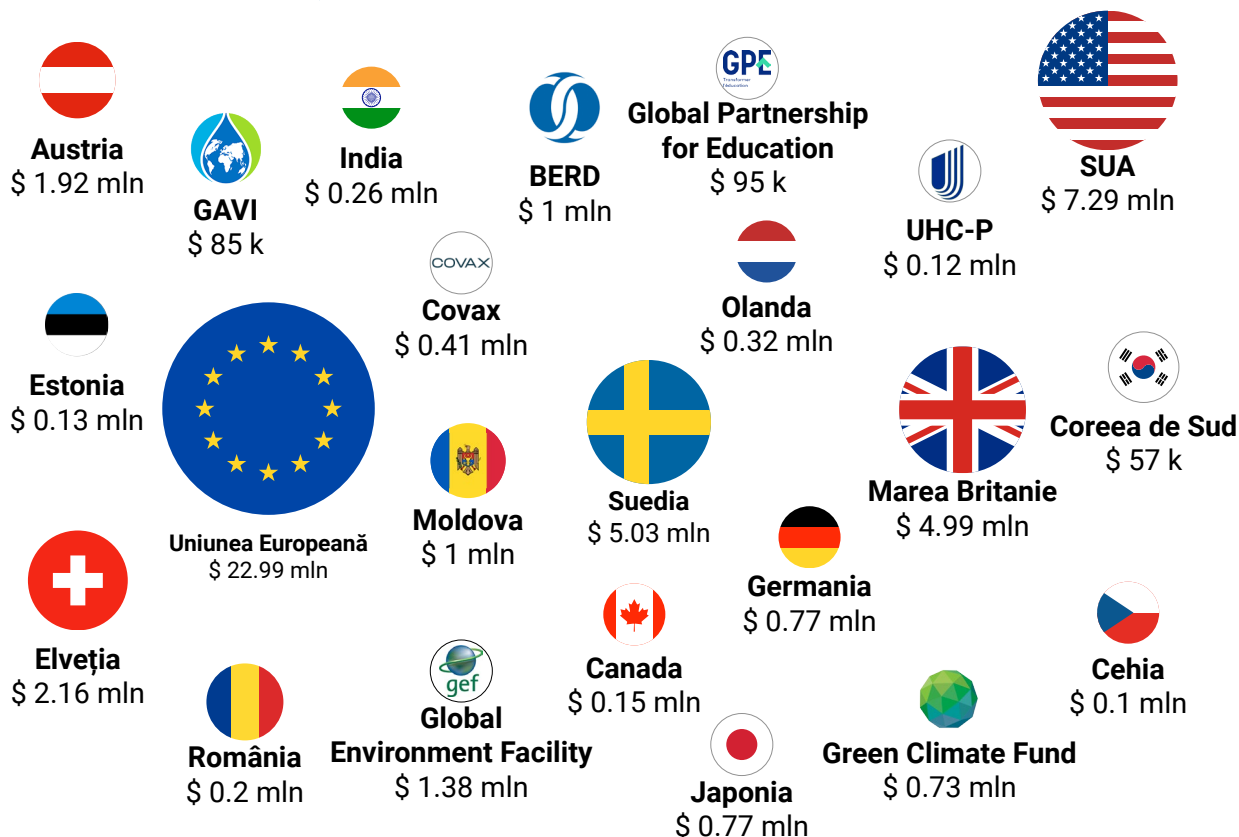 Austria
$ 1.92 mln
GAVI
$ 85 k
India
$ 0.26 mln
BERD
$ 1 mln
GPE
Transformer
l'éducation
Global Partnership
for Education
$ 95 k
UHC-P
$ 0.12 mln
SUA
$ 7.29 mln
Estonia
$ 0.13 mln
COVAX
Covax
$ 0.41 mln
Olanda
$ 0.32 mln
Uniunea Europeană
$ 22.99 mln
Moldova
$ 1 mln
Suedia
$ 5.03 mln
Marea Britanie
$ 4.99 mln
Coreea de Sud
$ 57 k
Germania
$ 0.77 mln
Elveția
$ 2.16 mln
România
$ 0.2 mln
gef
Global
Environment Facility
$ 1.38 mln
Canada
$ 0.15 mln
Japonia
$ 0.77 mln
Green Climate Fund
$ 0.73 mln
Cehia
$ 0.1 mln